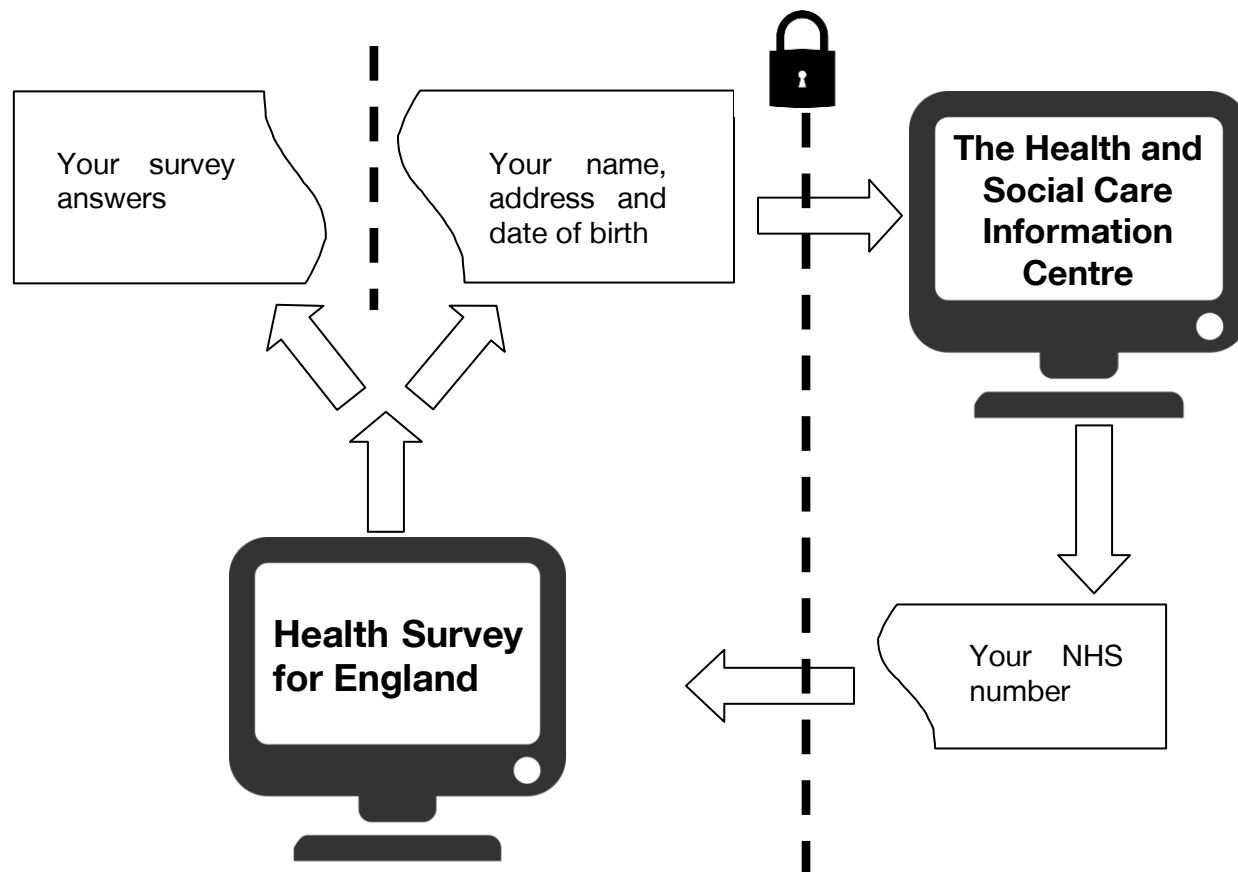 Your survey
answers
Your name,
address and
date of birth
The Health and
Social Care
Information
Centre
Health Survey
for England
Your NHS
number